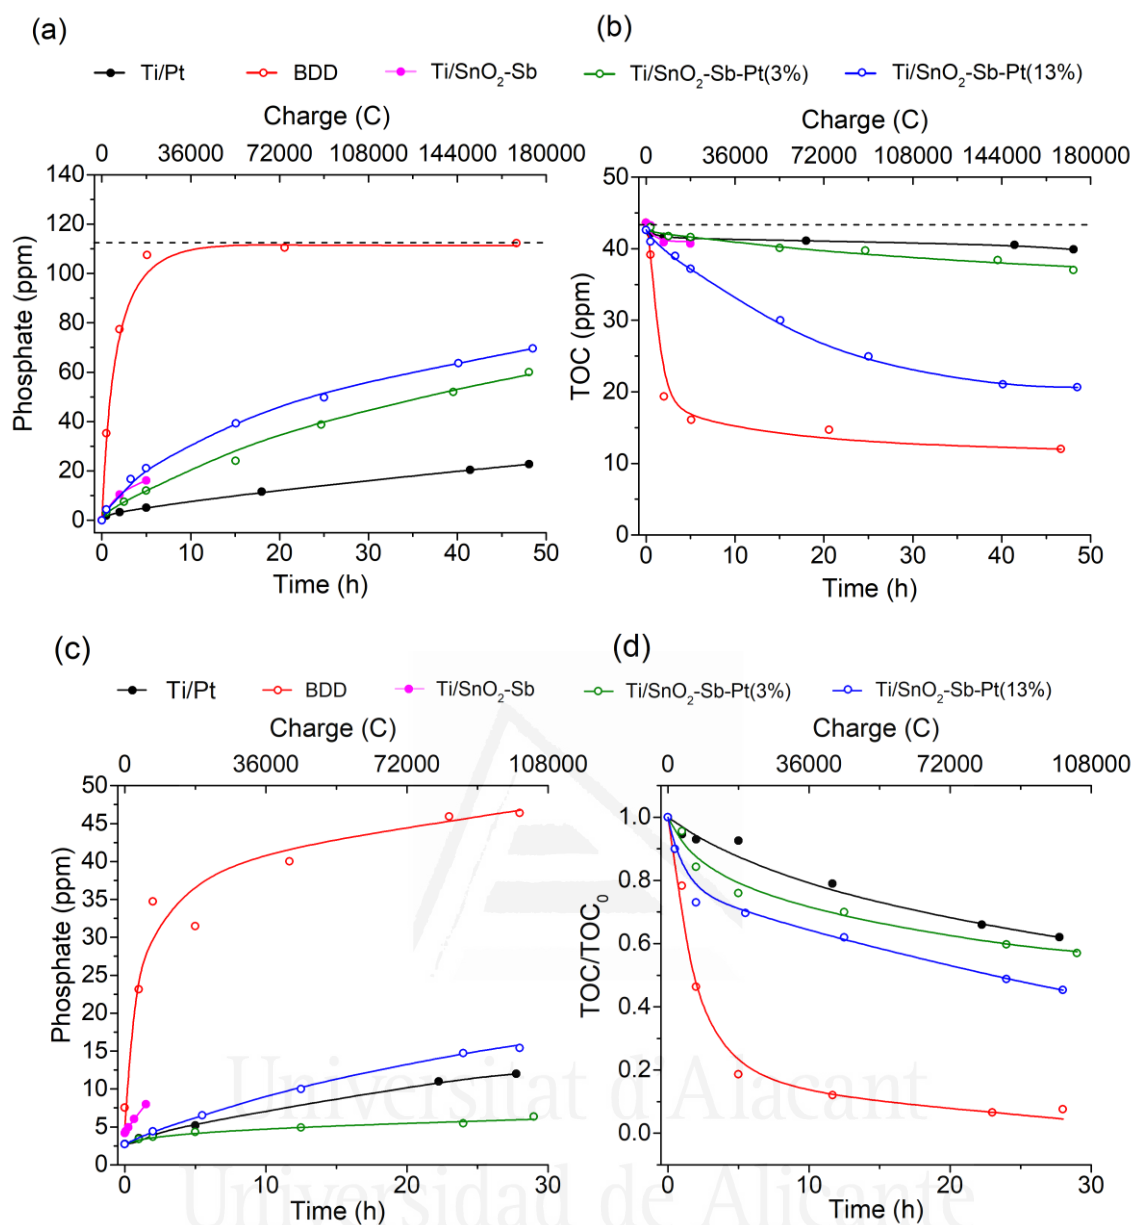 (a)
Ti/Pt BDD Ti/SnO₂-Sb
Charge (C)
0 36000 72000 108000 144000 180000
140
120
100
80
60
40
20
0
Phosphate (ppm)
0 10 20 30 40 50
Time (h)
(b)
Ti/SnO₂-Sb-Pt(3%) Ti/SnO₂-Sb-Pt(13%)
Charge (C)
0 36000 72000 108000 144000 180000
50
40
30
20
10
0
TOC (ppm)
0 10 20 30 40 50
Time (h)
(c)
Ti/Pt BDD Ti/SnO₂-Sb Ti/SnO₂-Sb-Pt(3%) Ti/SnO₂-Sb-Pt(13%)
Charge (C)
0 36000 72000 108000
50
45
40
35
30
25
20
15
10
5
0
Phosphate (ppm)
0 10 20 30
Time (h)
(d)
Charge (C)
0 36000 72000 108000
1.0
0.8
0.6
0.4
0.2
0.0
TOC/TOC₀
0 10 20 30
Time (h)
Universitat d'Alacant
Universidad de Alicante